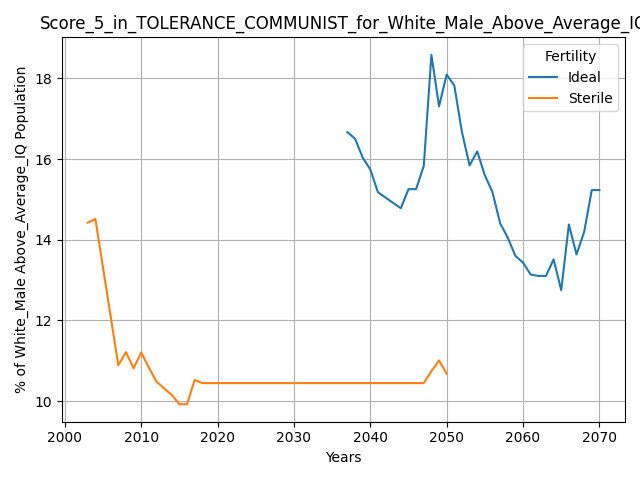 Score_5_in_TOLERANCE_COMMUNIST_for_White_Male_Above_Average_IQ
Fertility
Ideal
Sterile
% of White_Male Above_Average_IQ Population
18
16
14
12
10
2000 2010 2020 2030 2040 2050 2060 2070
Years